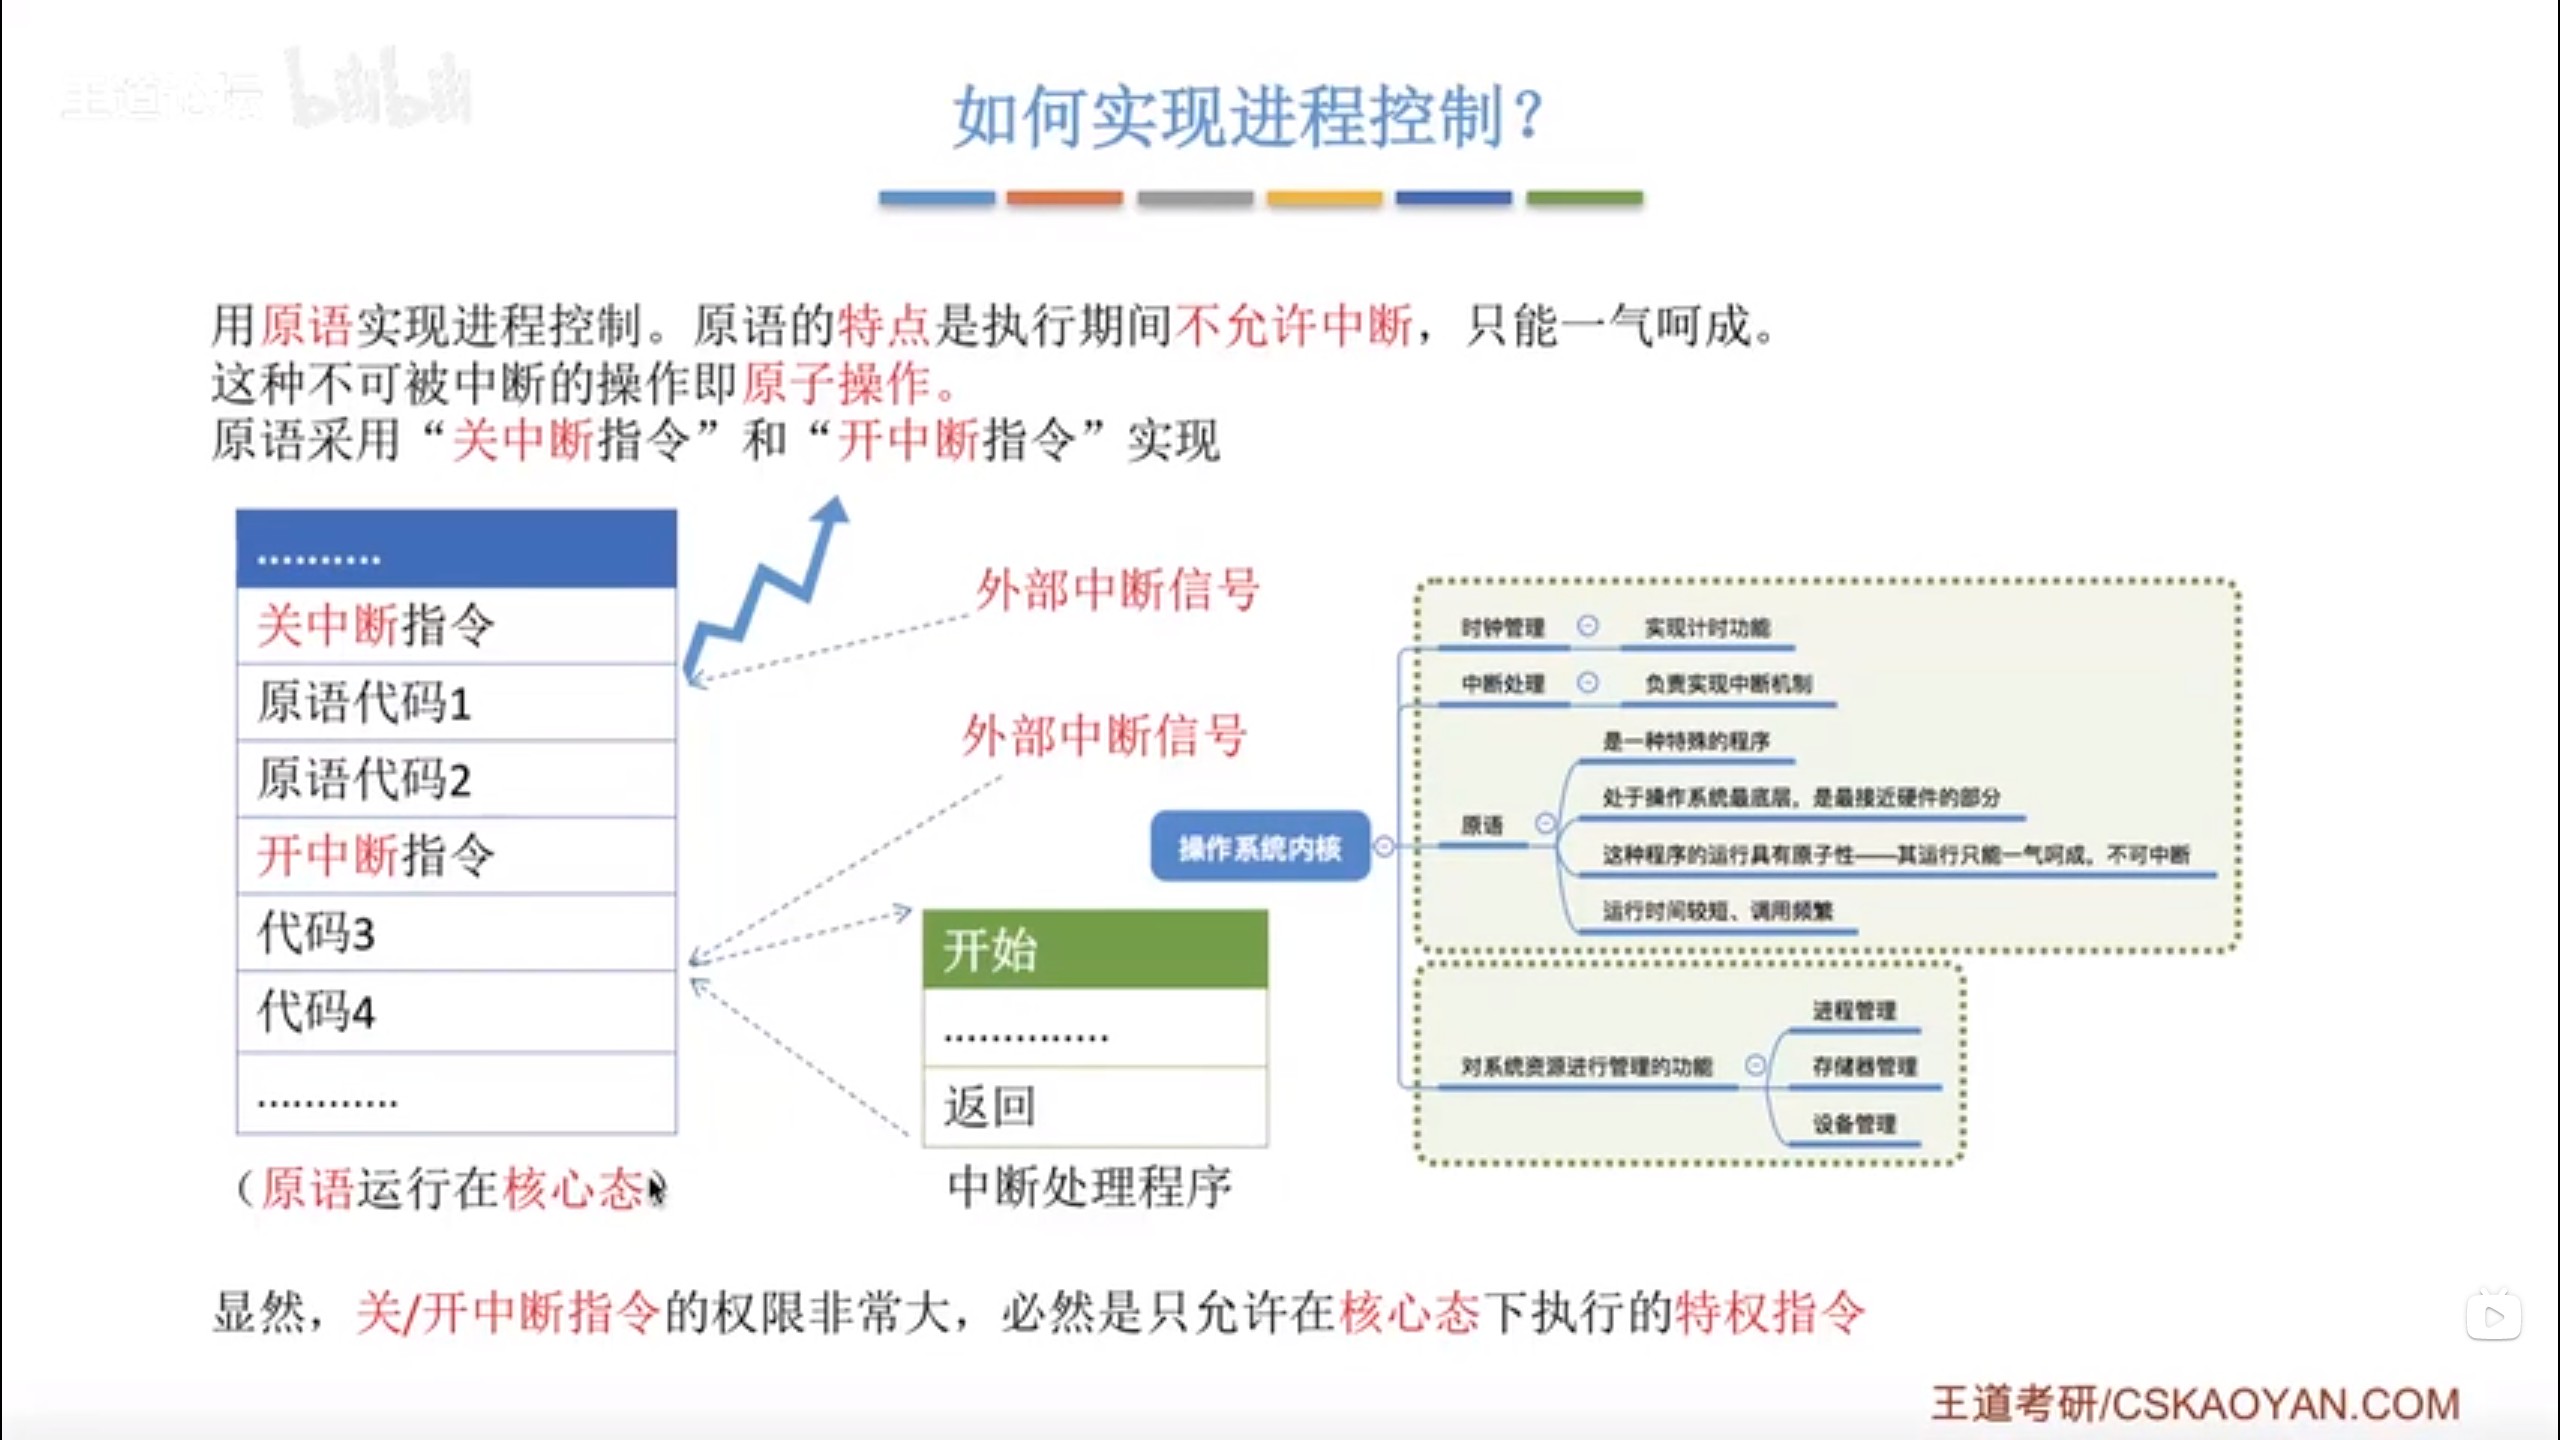 王道论坛 bilibili
如何实现进程控制？
用原语实现进程控制。原语的特点是执行期间不允许中断，只能一气呵成。
这种不可被中断的操作即原子操作。
原语采用“关中断指令”和“开中断指令”实现
..........
关中断指令
原语代码1
原语代码2
开中断指令
代码3
代码4
............
（原语运行在核心态）
外部中断信号
外部中断信号
开始
..............
返回
中断处理程序
操作系统内核
时钟管理
实现计时功能
中断处理
负责实现中断机制
原语
是一种特殊的程序
处于操作系统最底层，是最接近硬件的部分
这种程序的运行具有原子性——其运行只能一气呵成，不可中断
运行时间较短、调用频繁
对系统资源进行管理的功能
进程管理
存储器管理
设备管理
显然，关/开中断指令的权限非常大，必然是只允许在核心态下执行的特权指令
王道考研/CSKAOYAN.COM